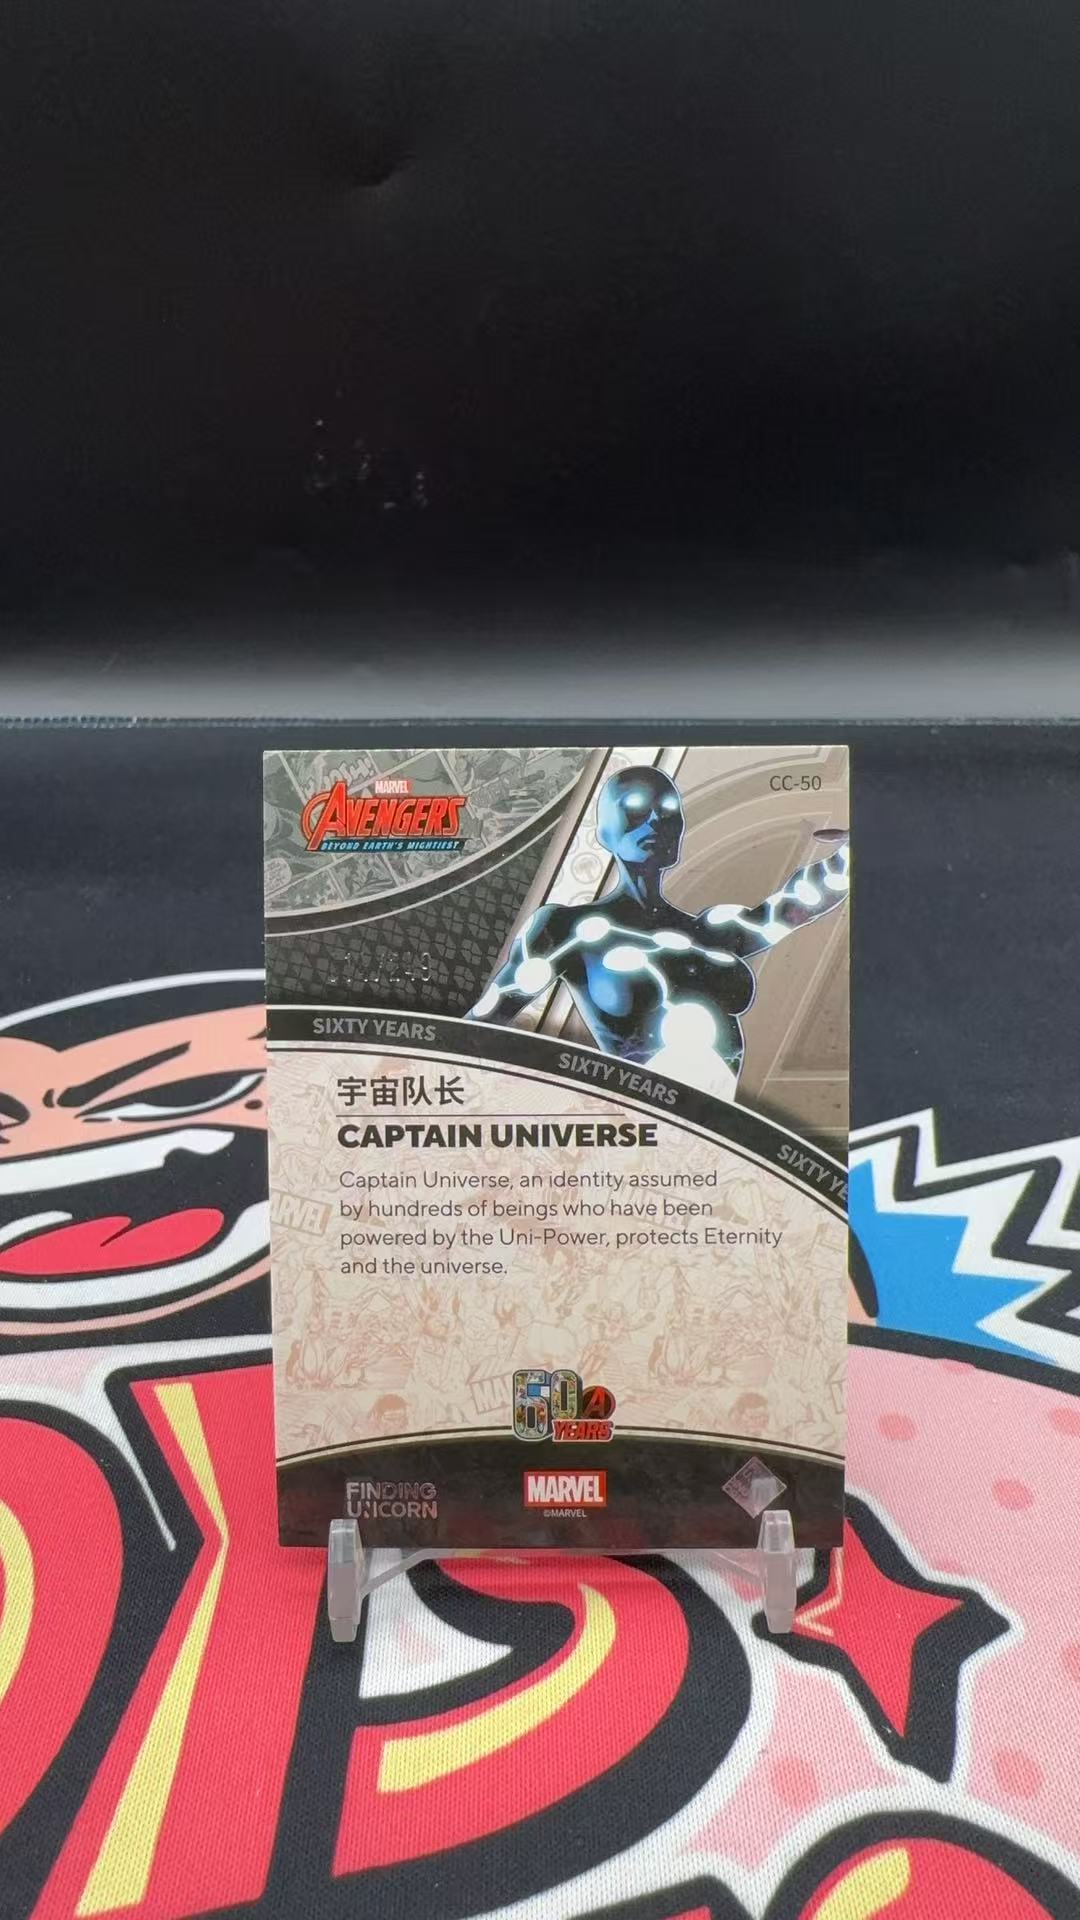 MARVEL
AVENGERS
BEYOND EARTH'S MIGHTIEST
CC-50
SIXTY YEARS
SIXTY YEARS
SIXTY YE
宇宙队长
CAPTAIN UNIVERSE
Captain Universe, an identity assumed
by hundreds of beings who have been
powered by the Uni-Power, protects Eternity
and the universe.
60
YEARS
FINDING
UNICORN
MARVEL
©MARVEL